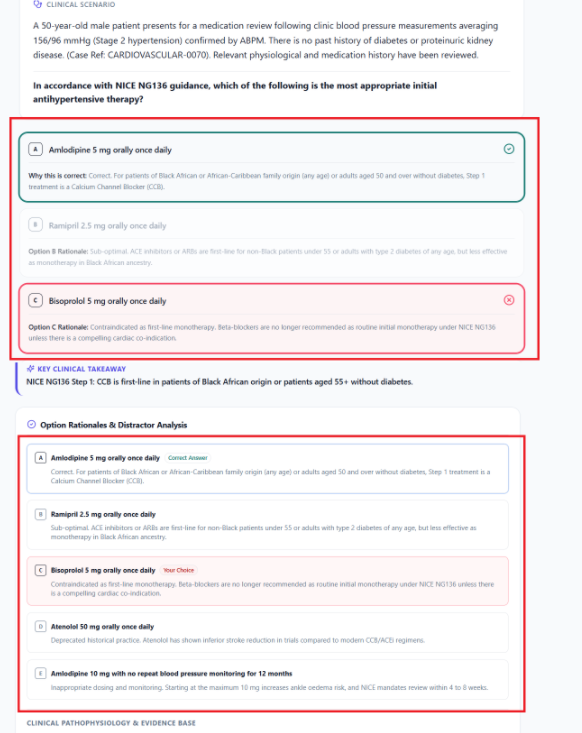 CLINICAL SCENARIO
A 50-year-old male patient presents for a medication review following clinic blood pressure measurements averaging
156/96 mmHg (Stage 2 hypertension) confirmed by ABPM. There is no past history of diabetes or proteinuric kidney
disease. (Case Ref: CARDIOVASCULAR-0070). Relevant physiological and medication history have been reviewed.
In accordance with NICE NG136 guidance, which of the following is the most appropriate initial
antihypertensive therapy?
A Amlodipine 5 mg orally once daily
Why this is correct: Correct. For patients of Black African or African-Caribbean family origin (any age) or adults aged 50 and over without diabetes, Step 1
treatment is a Calcium Channel Blocker (CCB).
B Ramipril 2.5 mg orally once daily
Option B Rationale: Sub-optimal. ACE inhibitors or ARBs are first-line for non-Black patients under 55 or adults with type 2 diabetes of any age, but less effective
as monotherapy in Black African ancestry.
C Bisoprolol 5 mg orally once daily
Option C Rationale: Contraindicated as first-line monotherapy. Beta-blockers are no longer recommended as routine initial monotherapy under NICE NG136
unless there is a compelling cardiac co-indication.
KEY CLINICAL TAKEAWAY
NICE NG136 Step 1: CCB is first-line in patients of Black African origin or patients aged 55+ without diabetes.
Option Rationales & Distractor Analysis
A Amlodipine 5 mg orally once daily Correct Answer
Correct. For patients of Black African or African-Caribbean family origin (any age) or adults aged 50 and over without diabetes, Step 1 treatment is a
Calcium Channel Blocker (CCB).
B Ramipril 2.5 mg orally once daily
Sub-optimal. ACE inhibitors or ARBs are first-line for non-Black patients under 55 or adults with type 2 diabetes of any age, but less effective as
monotherapy in Black African ancestry.
C Bisoprolol 5 mg orally once daily Your Choice
Contraindicated as first-line monotherapy. Beta-blockers are no longer recommended as routine initial monotherapy under NICE NG136 unless there
is a compelling cardiac co-indication.
D Atenolol 50 mg orally once daily
Deprecated historical practice. Atenolol has shown inferior stroke reduction in trials compared to modern CCB/ACEi regimens.
E Amlodipine 10 mg with no repeat blood pressure monitoring for 12 months
Inappropriate dosing and monitoring. Starting at the maximum 10 mg increases ankle oedema risk, and NICE mandates review within 4 to 8 weeks.
CLINICAL PATHOPHYSIOLOGY & EVIDENCE BASE